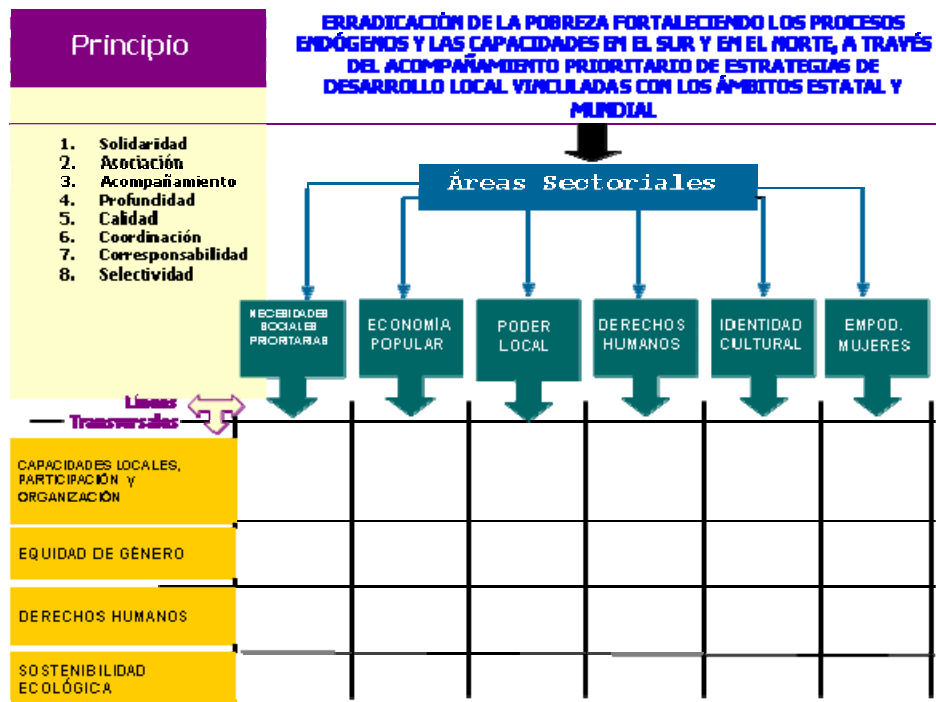 Principio
ERRADICACIÓN DE LA POBREZA FORTALECIENDO LOS PROCESOS
ENDÓGENOS Y LAS CAPACIDADES EN EL SUR Y EN EL NORTE, A TRAVÉS
DEL ACOMPAÑAMIENTO PRIORITARIO DE ESTRATEGIAS DE
DESARROLLO LOCAL VINCULADAS CON LOS ÁMBITOS ESTATAL Y
MUNDIAL
1. Solidaridad
2. Asociación
3. Acompañamiento
4. Profundidad
5. Calidad
6. Coordinación
7. Corresponsabilidad
8. Selectividad
Áreas Sectoriales
NECESIDADES
SOCIALES
PRIORITARIAS
ECONOMÍA
POPULAR
PODER
LOCAL
DERECHOS
HUMANOS
IDENTIDAD
CULTURAL
EMPOD.
MUJERES
Líneas
Transversales
CAPACIDADES LOCALES,
PARTICIPACIÓN y
ORGANIZACIÓN
EQUIDAD DE GÉNERO
DERECHOS HUMANOS
SOSTENIBILIDAD
ECOLÓGICA